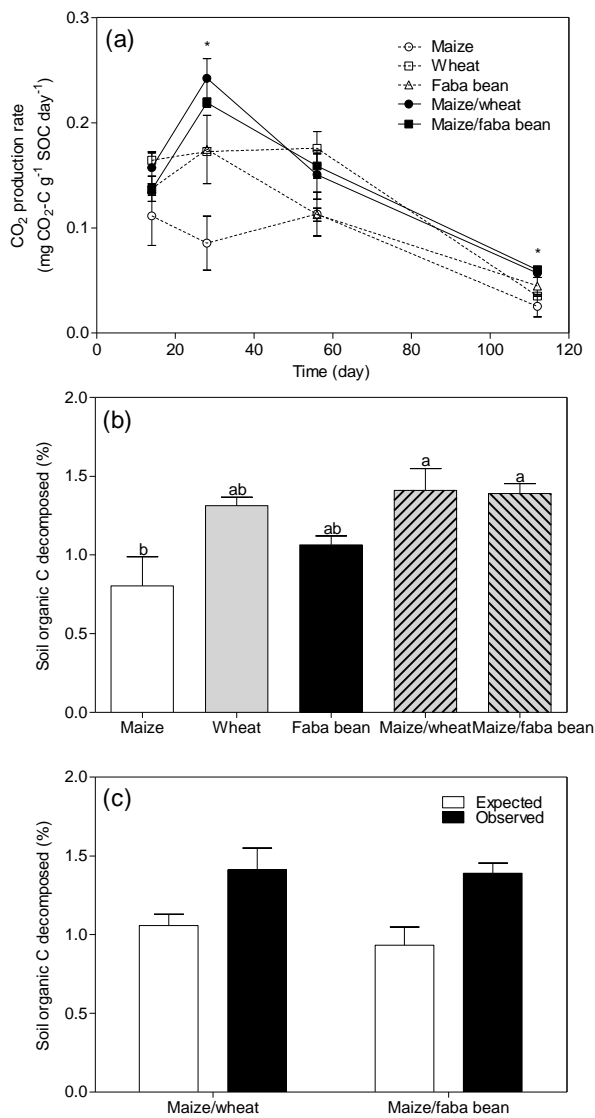 (a)
*
*
Maize
Wheat
Faba bean
Maize/wheat
Maize/faba bean
0.3
0.2
0.1
0.0
CO₂ production rate
(mg CO₂-C g⁻¹ SOC day⁻¹)
0 20 40 60 80 100 120
Time (day)
(b)
2.0
1.5
1.0
0.5
0.0
Soil organic C decomposed (%)
b
ab
ab
a
a
Maize Wheat Faba bean Maize/wheat Maize/faba bean
(c)
Expected
Observed
2.0
1.5
1.0
0.5
0.0
Soil organic C decomposed (%)
Maize/wheat Maize/faba bean